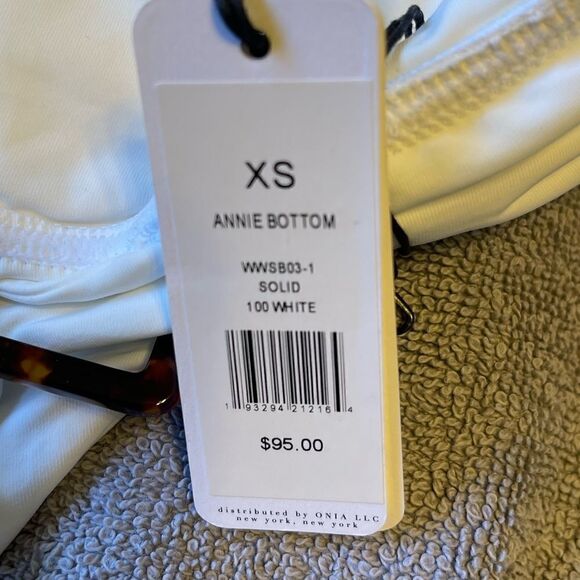 XS
ANNIE BOTTOM
WWSB03-1
SOLID
100 WHITE
1 93294 21216 4
$95.00
distributed by ONIA LLC
new york, new york